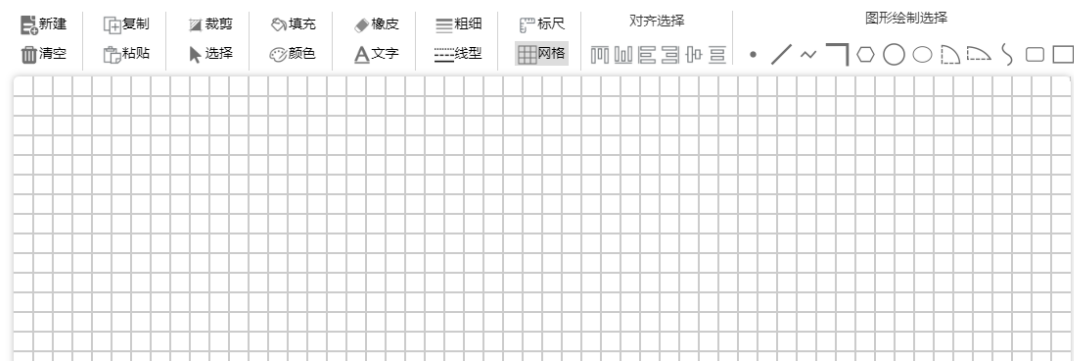 新建 复制 裁剪 填充 橡皮 粗细 标尺 对齐选择 图形绘制选择
清空 粘贴 选择 颜色 文字 线型 网格